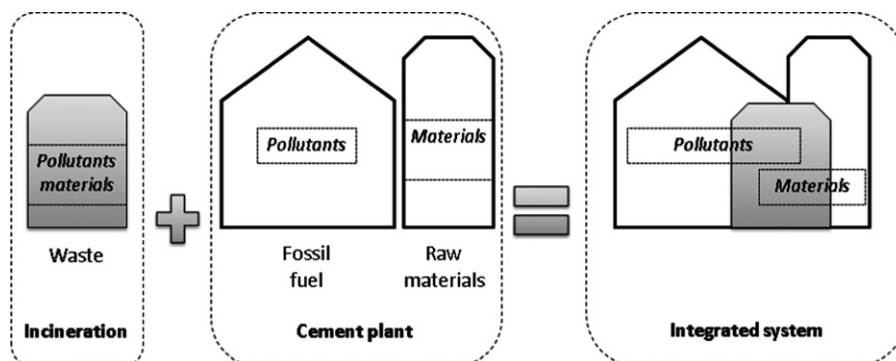 Pollutants
materials
Waste
Incineration
Pollutants
Fossil
fuel
Materials
Raw
materials
Cement plant
Pollutants
Materials
Integrated system